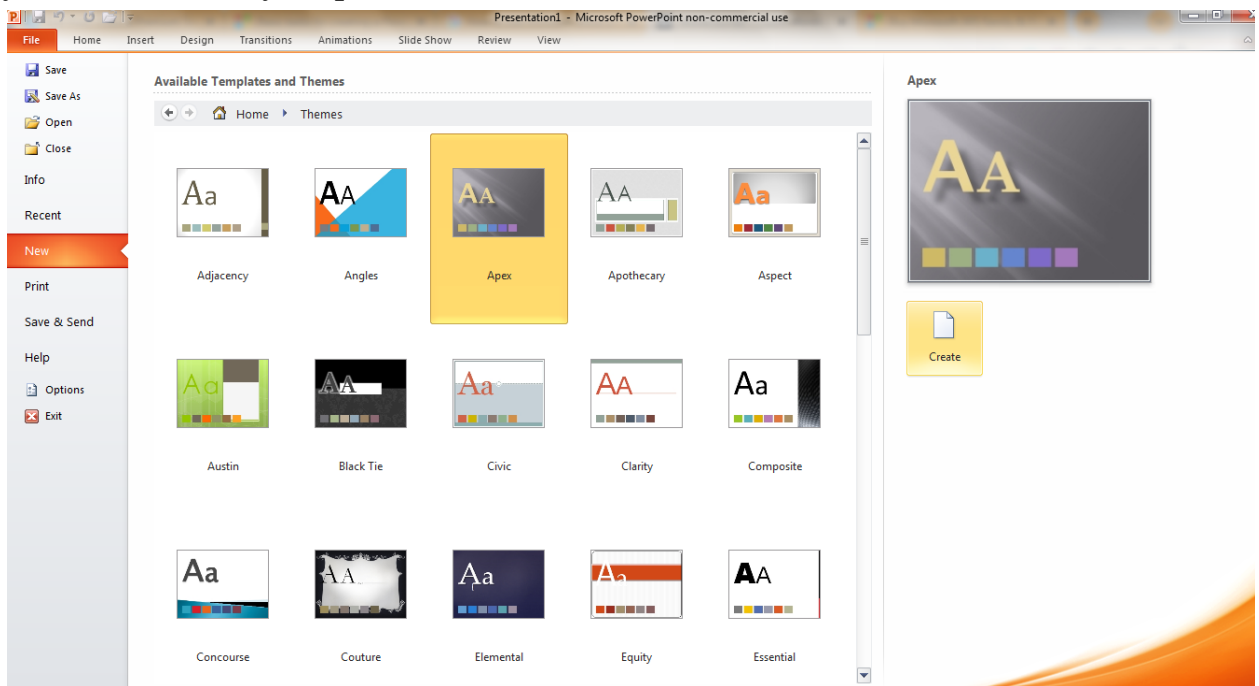 Presentation1 - Microsoft PowerPoint non-commercial use
File Home Insert Design Transitions Animations Slide Show Review View
Save
Save As
Open
Close
Info
Recent
New
Print
Save & Send
Help
Options
Exit
Available Templates and Themes
Home Themes
Aa AA AA AA Aa
Adjacency Angles Apex Apothecary Aspect
Aa AA Aa AA Aa
Austin Black Tie Civic Clarity Composite
Aa AA Aa Aa AA
Concourse Couture Elemental Equity Essential
Apex
AA
Create